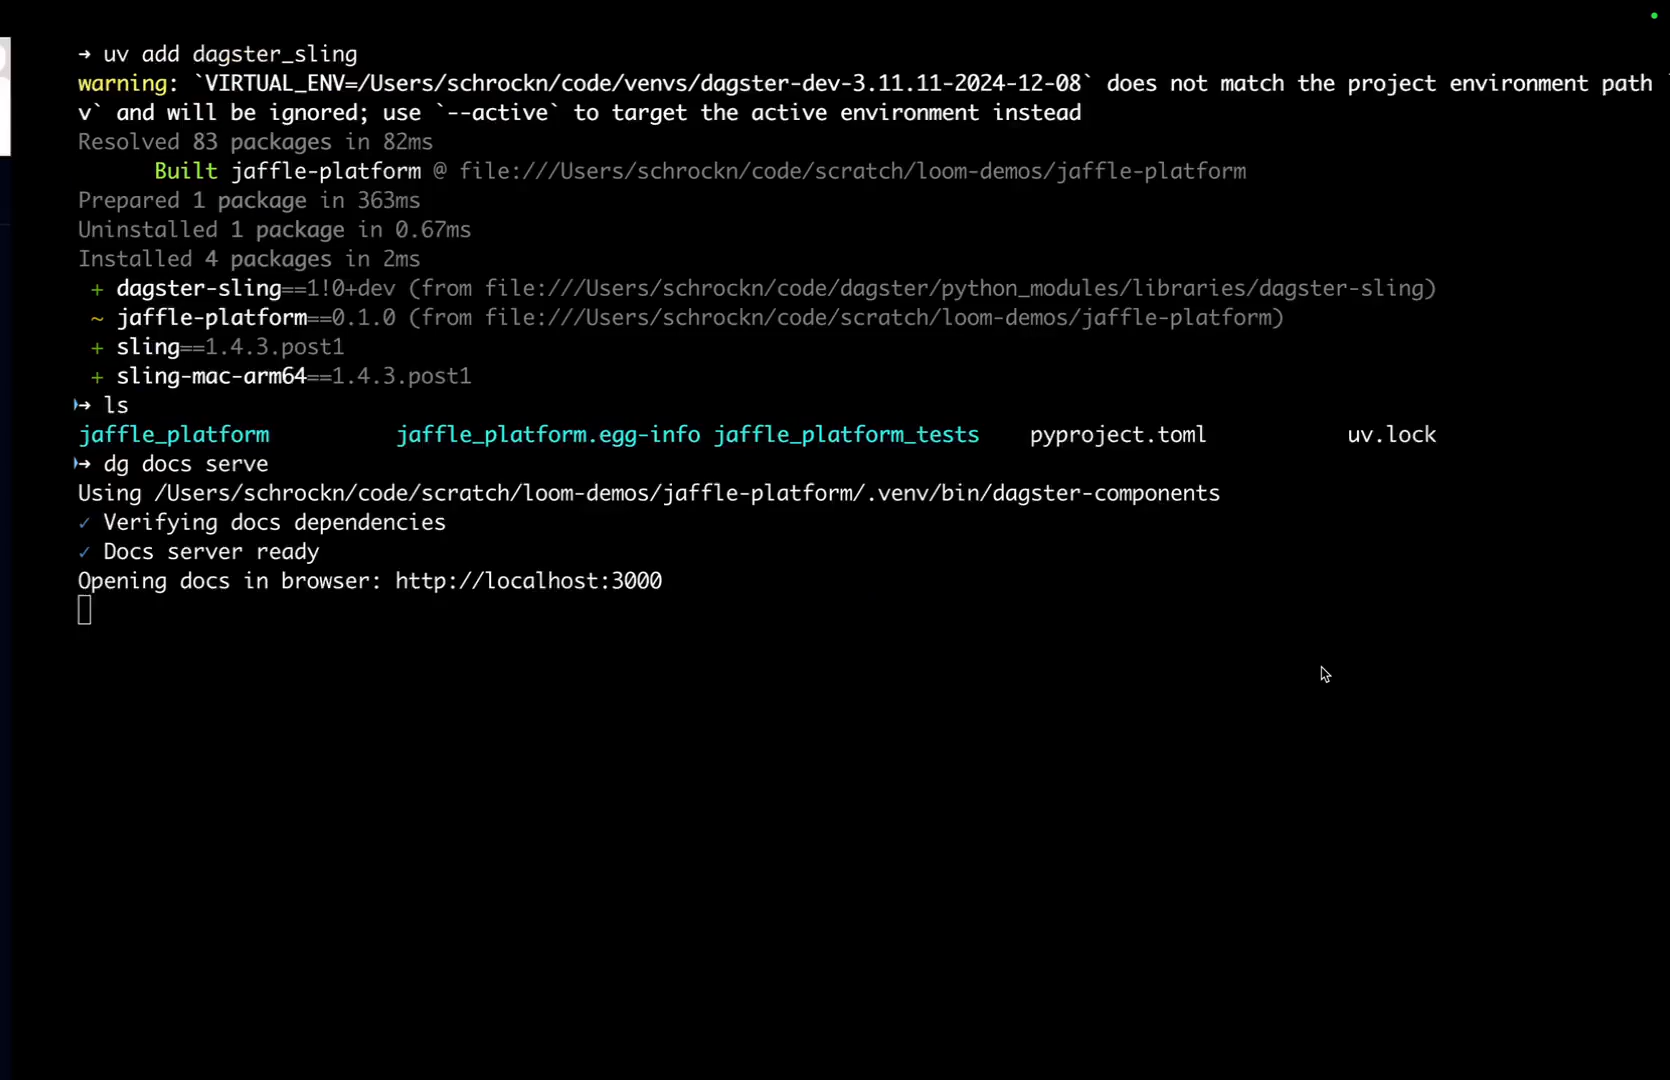 → uv add dagster_sling
warning: `VIRTUAL_ENV=/Users/schrockn/code/venvs/dagster-dev-3.11.11-2024-12-08` does not match the project environment path
v` and will be ignored; use `--active` to target the active environment instead
Resolved 83 packages in 82ms
Built jaffle-platform @ file:///Users/schrockn/code/scratch/loom-demos/jaffle-platform
Prepared 1 package in 363ms
Uninstalled 1 package in 0.67ms
Installed 4 packages in 2ms
+ dagster-sling==1!0+dev (from file:///Users/schrockn/code/dagster/python_modules/libraries/dagster-sling)
~ jaffle-platform==0.1.0 (from file:///Users/schrockn/code/scratch/loom-demos/jaffle-platform)
+ sling==1.4.3.post1
+ sling-mac-arm64==1.4.3.post1
→ ls
jaffle_platform jaffle_platform.egg-info jaffle_platform_tests pyproject.toml uv.lock
→ dg docs serve
Using /Users/schrockn/code/scratch/loom-demos/jaffle-platform/.venv/bin/dagster-components
✓ Verifying docs dependencies
✓ Docs server ready
Opening docs in browser: http://localhost:3000